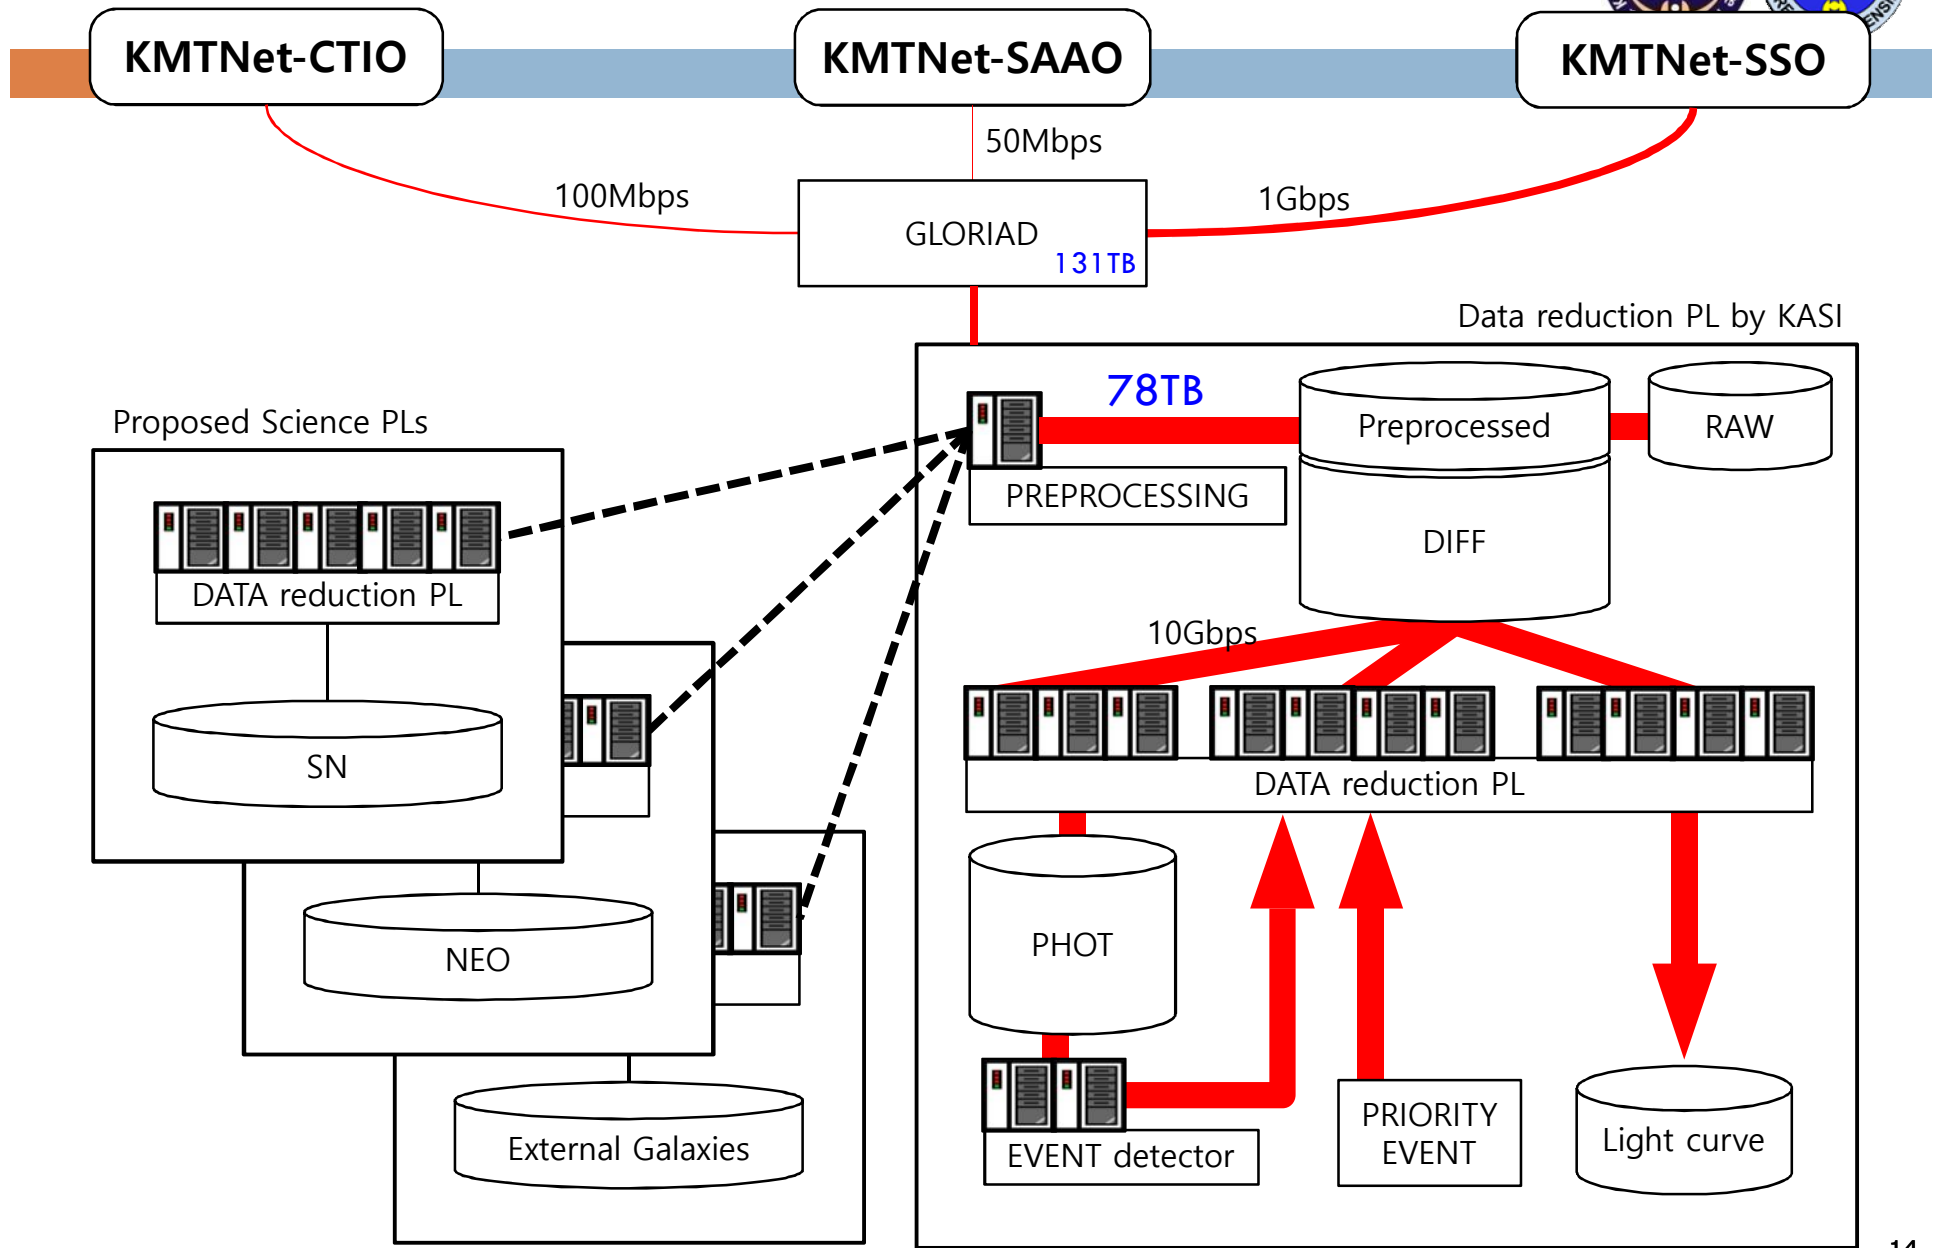 KMTNet-CTIO
KMTNet-SAAO
KMTNet-SSO
50Mbps
100Mbps
1Gbps
GLORIAD
131TB
Data reduction PL by KASI
78TB
Preprocessed
RAW
Proposed Science PLs
PREPROCESSING
DIFF
DATA reduction PL
10Gbps
SN
DATA reduction PL
NEO
PHOT
External Galaxies
EVENT detector
PRIORITY
EVENT
Light curve